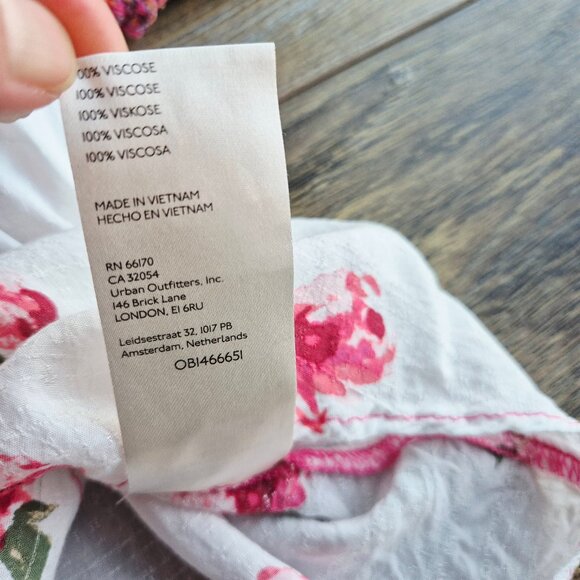 00% VISCOSE
100% VISCOSE
100% VISKOSE
100% VISCOSA
100% VISCOSA
MADE IN VIETNAM
HECHO EN VIETNAM
RN 66170
CA 32054
Urban Outfitters, Inc.
146 Brick Lane
LONDON, E1 6RU
Leidsestraat 32, 1017 PB
Amsterdam, Netherlands
OB1466651